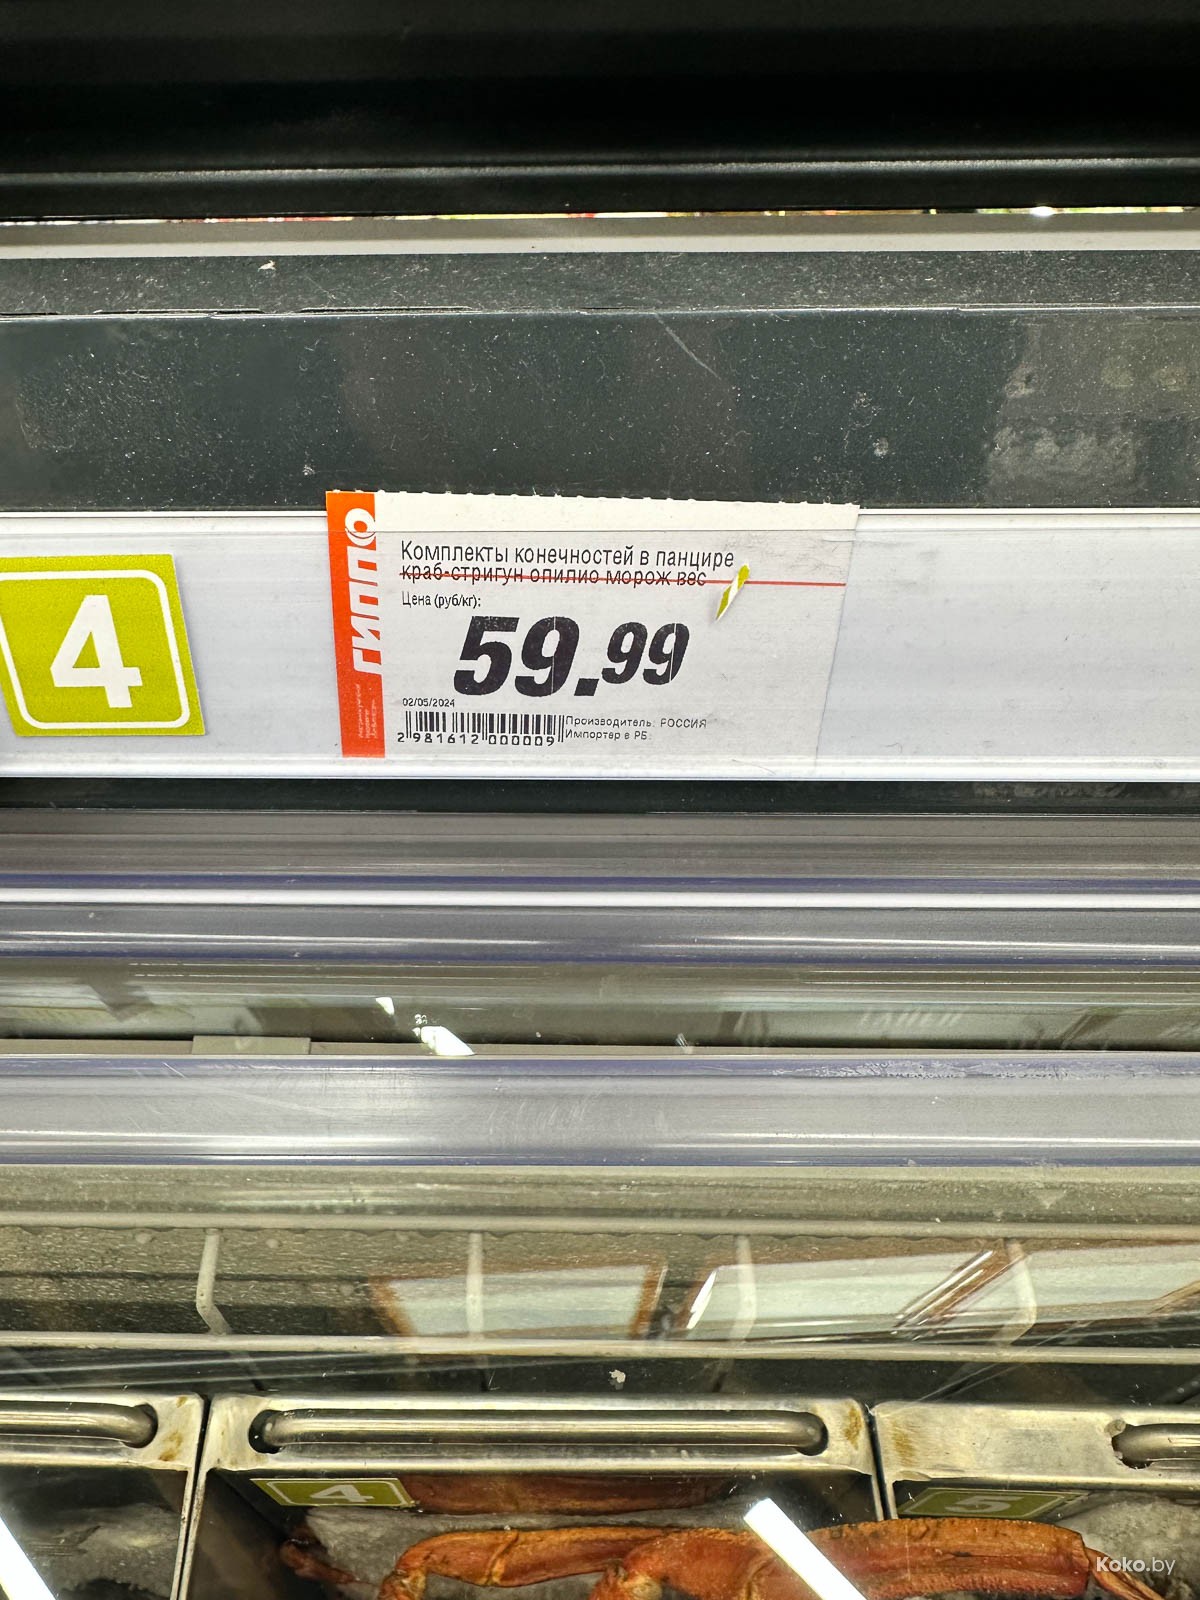 4
ГИППО
Комплекты конечностей в панцире
краб-стригун опилио морож вес
Цена (руб/кг):
59.99
02/05/2024
2 981612 000009
Производитель: РОССИЯ
Импортер в РБ:
4
5
Koko.by